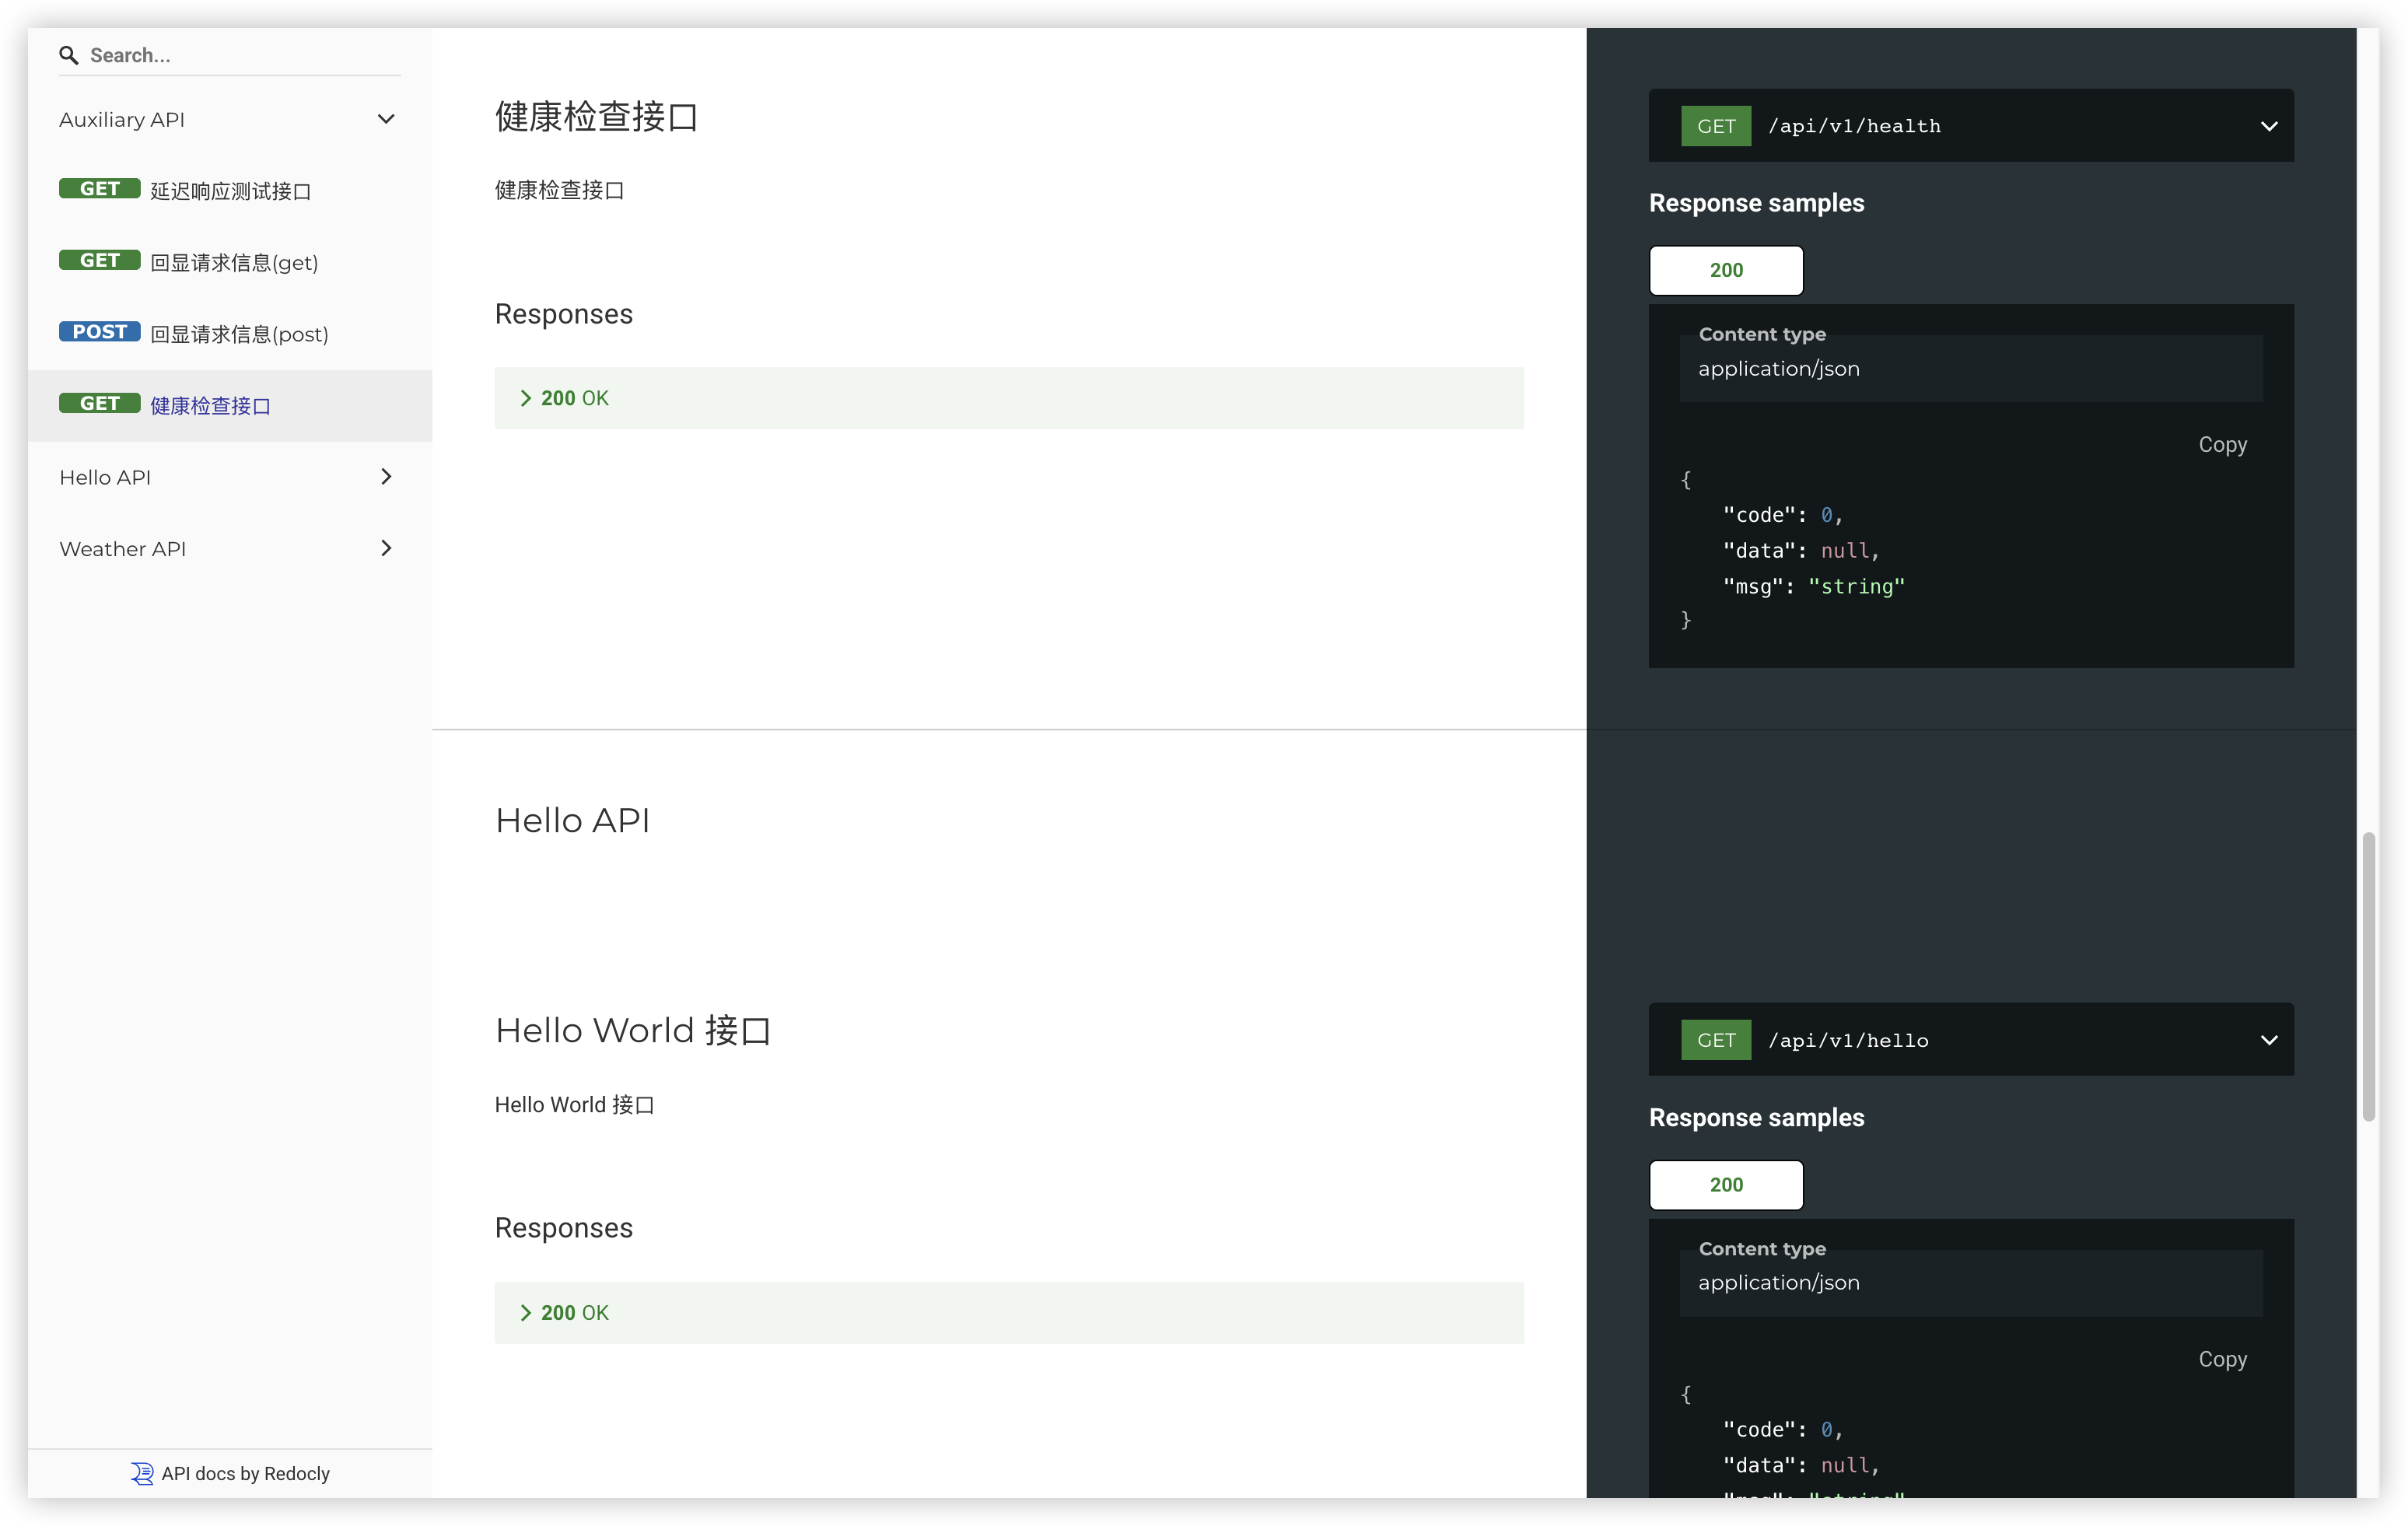 Search...
Auxiliary API
GET 延迟响应测试接口
GET 回显请求信息(get)
POST 回显请求信息(post)
GET 健康检查接口
Hello API
Weather API
API docs by Redocly
健康检查接口
健康检查接口
Responses
200 OK
GET /api/v1/health
Response samples
200
Content type
application/json
Copy
{
"code": 0,
"data": null,
"msg": "string"
}
Hello API
Hello World 接口
Hello World 接口
Responses
200 OK
GET /api/v1/hello
Response samples
200
Content type
application/json
Copy
{
"code": 0,
"data": null,
"msg": "string"